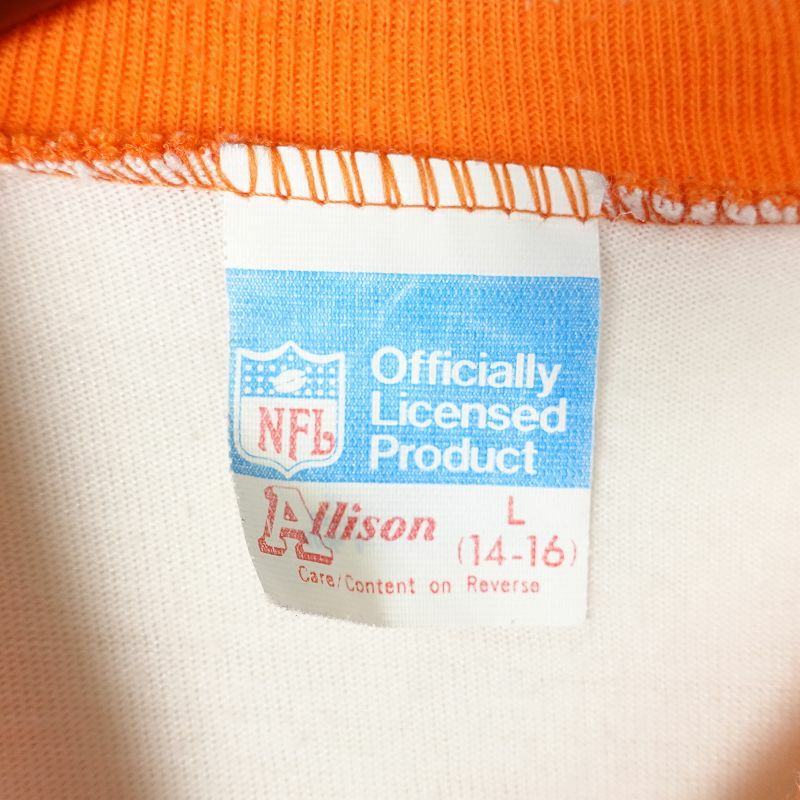 NFL
Officially
Licensed
Product
Allison
L
(14-16)
Care/Content on Reverse